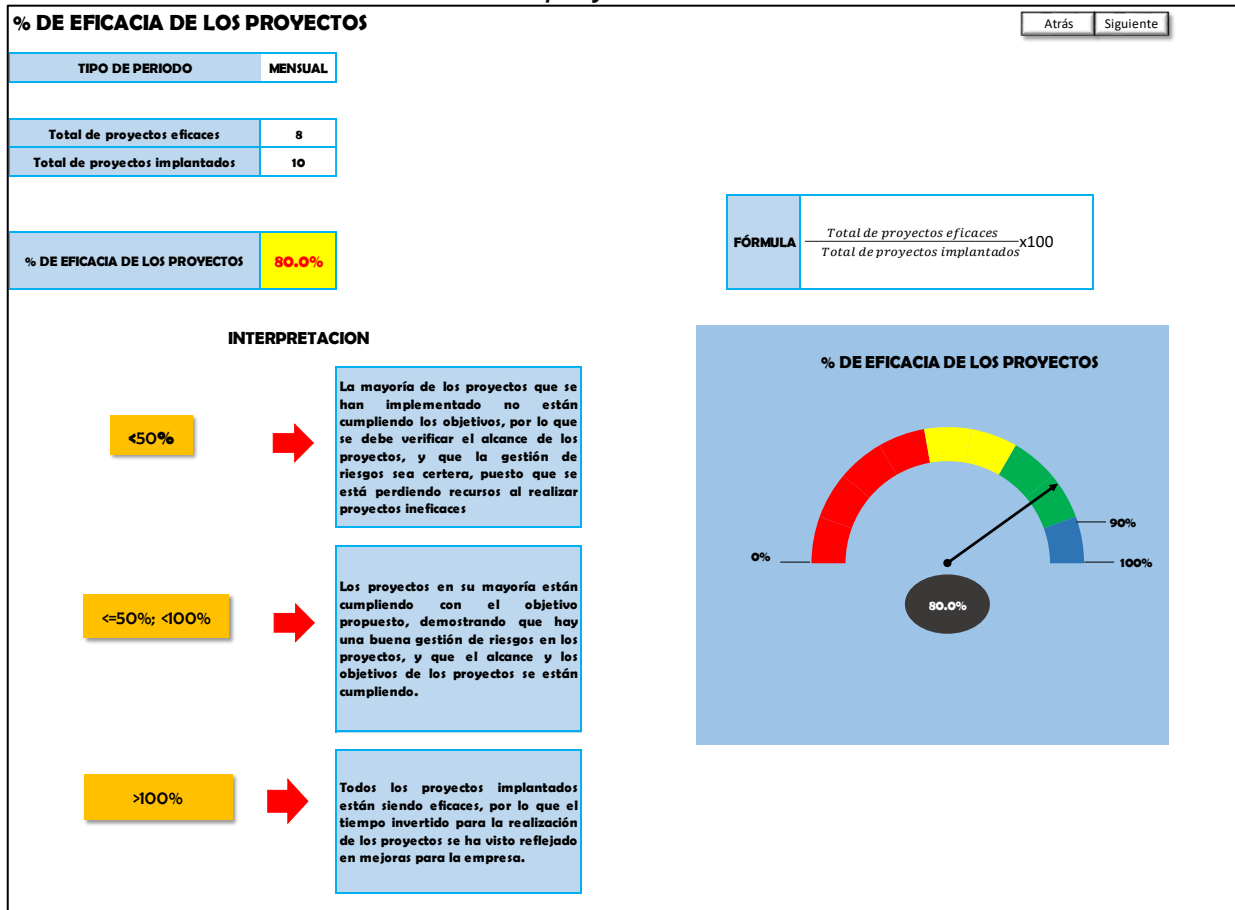 % DE EFICACIA DE LOS PROYECTOS
Atrás
Siguiente
TIPO DE PERIODO
MENSUAL
Total de proyectos eficaces
8
Total de proyectos implantados
10
% DE EFICACIA DE LOS PROYECTOS
80.0%
FÓRMULA
Total de proyectos eficaces
Total de proyectos implantados
x100
INTERPRETACION
<50%
La mayoría de los proyectos que se
han implementado no están
cumpliendo los objetivos, por lo que
se debe verificar el alcance de los
proyectos, y que la gestión de
riesgos sea certera, puesto que se
está perdiendo recursos al realizar
proyectos ineficaces
<=50%; <100%
Los proyectos en su mayoría están
cumpliendo con el objetivo
propuesto, demostrando que hay
una buena gestión de riesgos en los
proyectos, y que el alcance y los
objetivos de los proyectos se están
cumpliendo.
>100%
Todos los proyectos implantados
están siendo eficaces, por lo que el
tiempo invertido para la realización
de los proyectos se ha visto reflejado
en mejoras para la empresa.
% DE EFICACIA DE LOS PROYECTOS
0%
90%
100%
80.0%